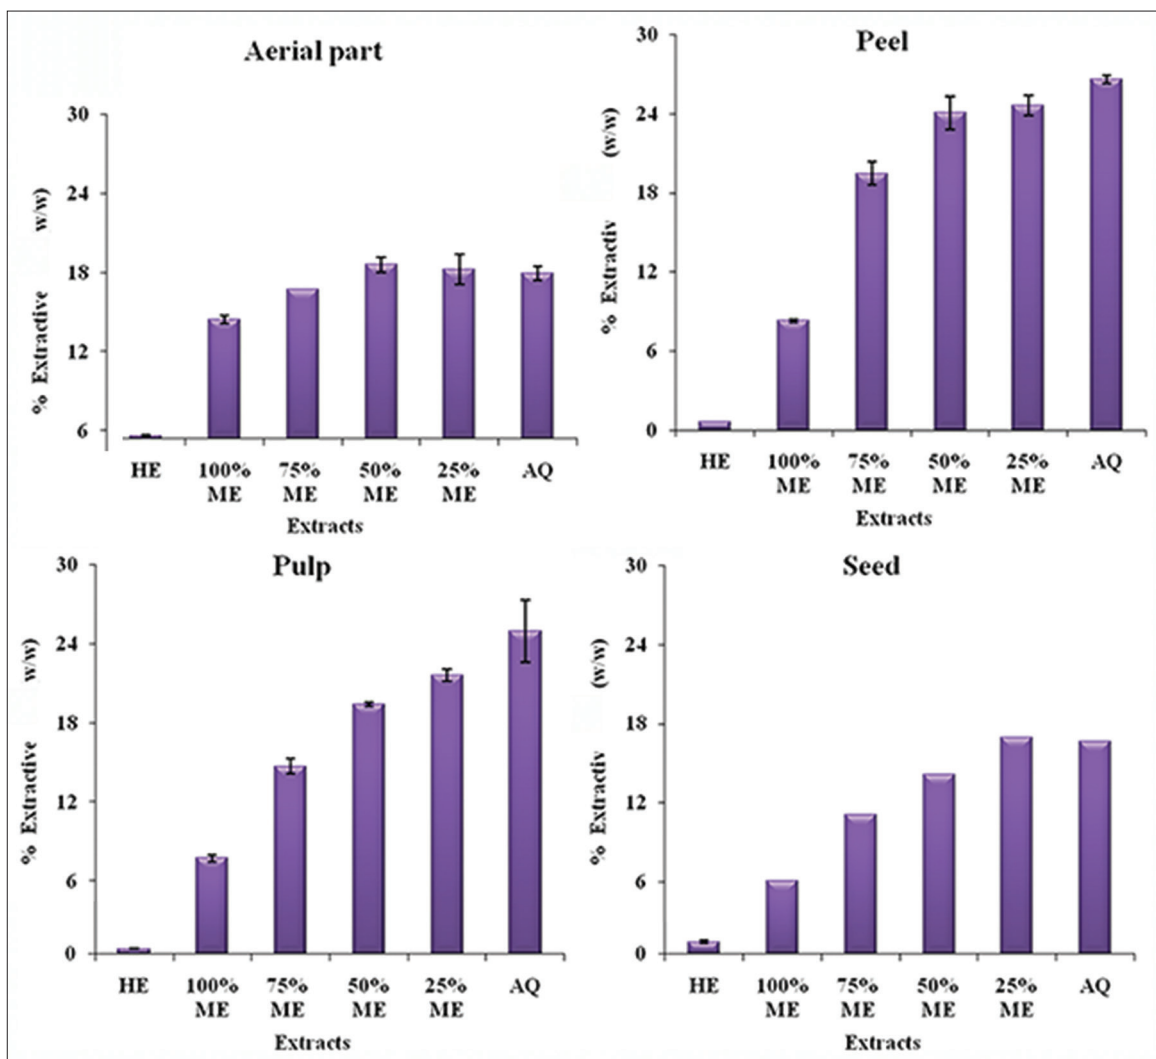 Aerial part
30
24
18
12
6
% Extractive w/w)
HE 100% 75% 50% 25% AQ
ME ME ME ME
Extracts
Peel
30
24
18
12
6
0
% Extractiv (w/w)
HE 100% 75% 50% 25% AQ
ME ME ME ME
Extracts
Pulp
30
24
18
12
6
0
% Extractive w/w)
HE 100% 75% 50% 25% AQ
ME ME ME ME
Extracts
Seed
30
24
18
12
6
0
% Extractiv (w/w)
HE 100% 75% 50% 25% AQ
ME ME ME ME
Extracts